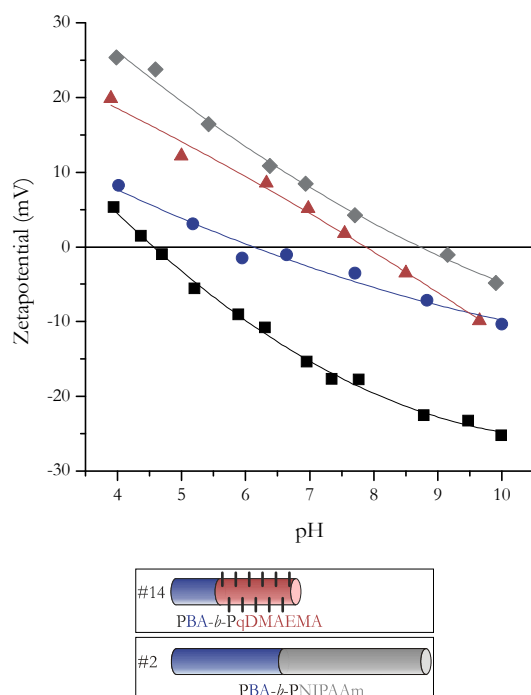 30
20
10
0
-10
-20
-30
Zetapotential (mV)
4 5 6 7 8 9 10
pH
#14
PBA-b-PqDMAEMA
#2
PBA-b-PNIPAAm